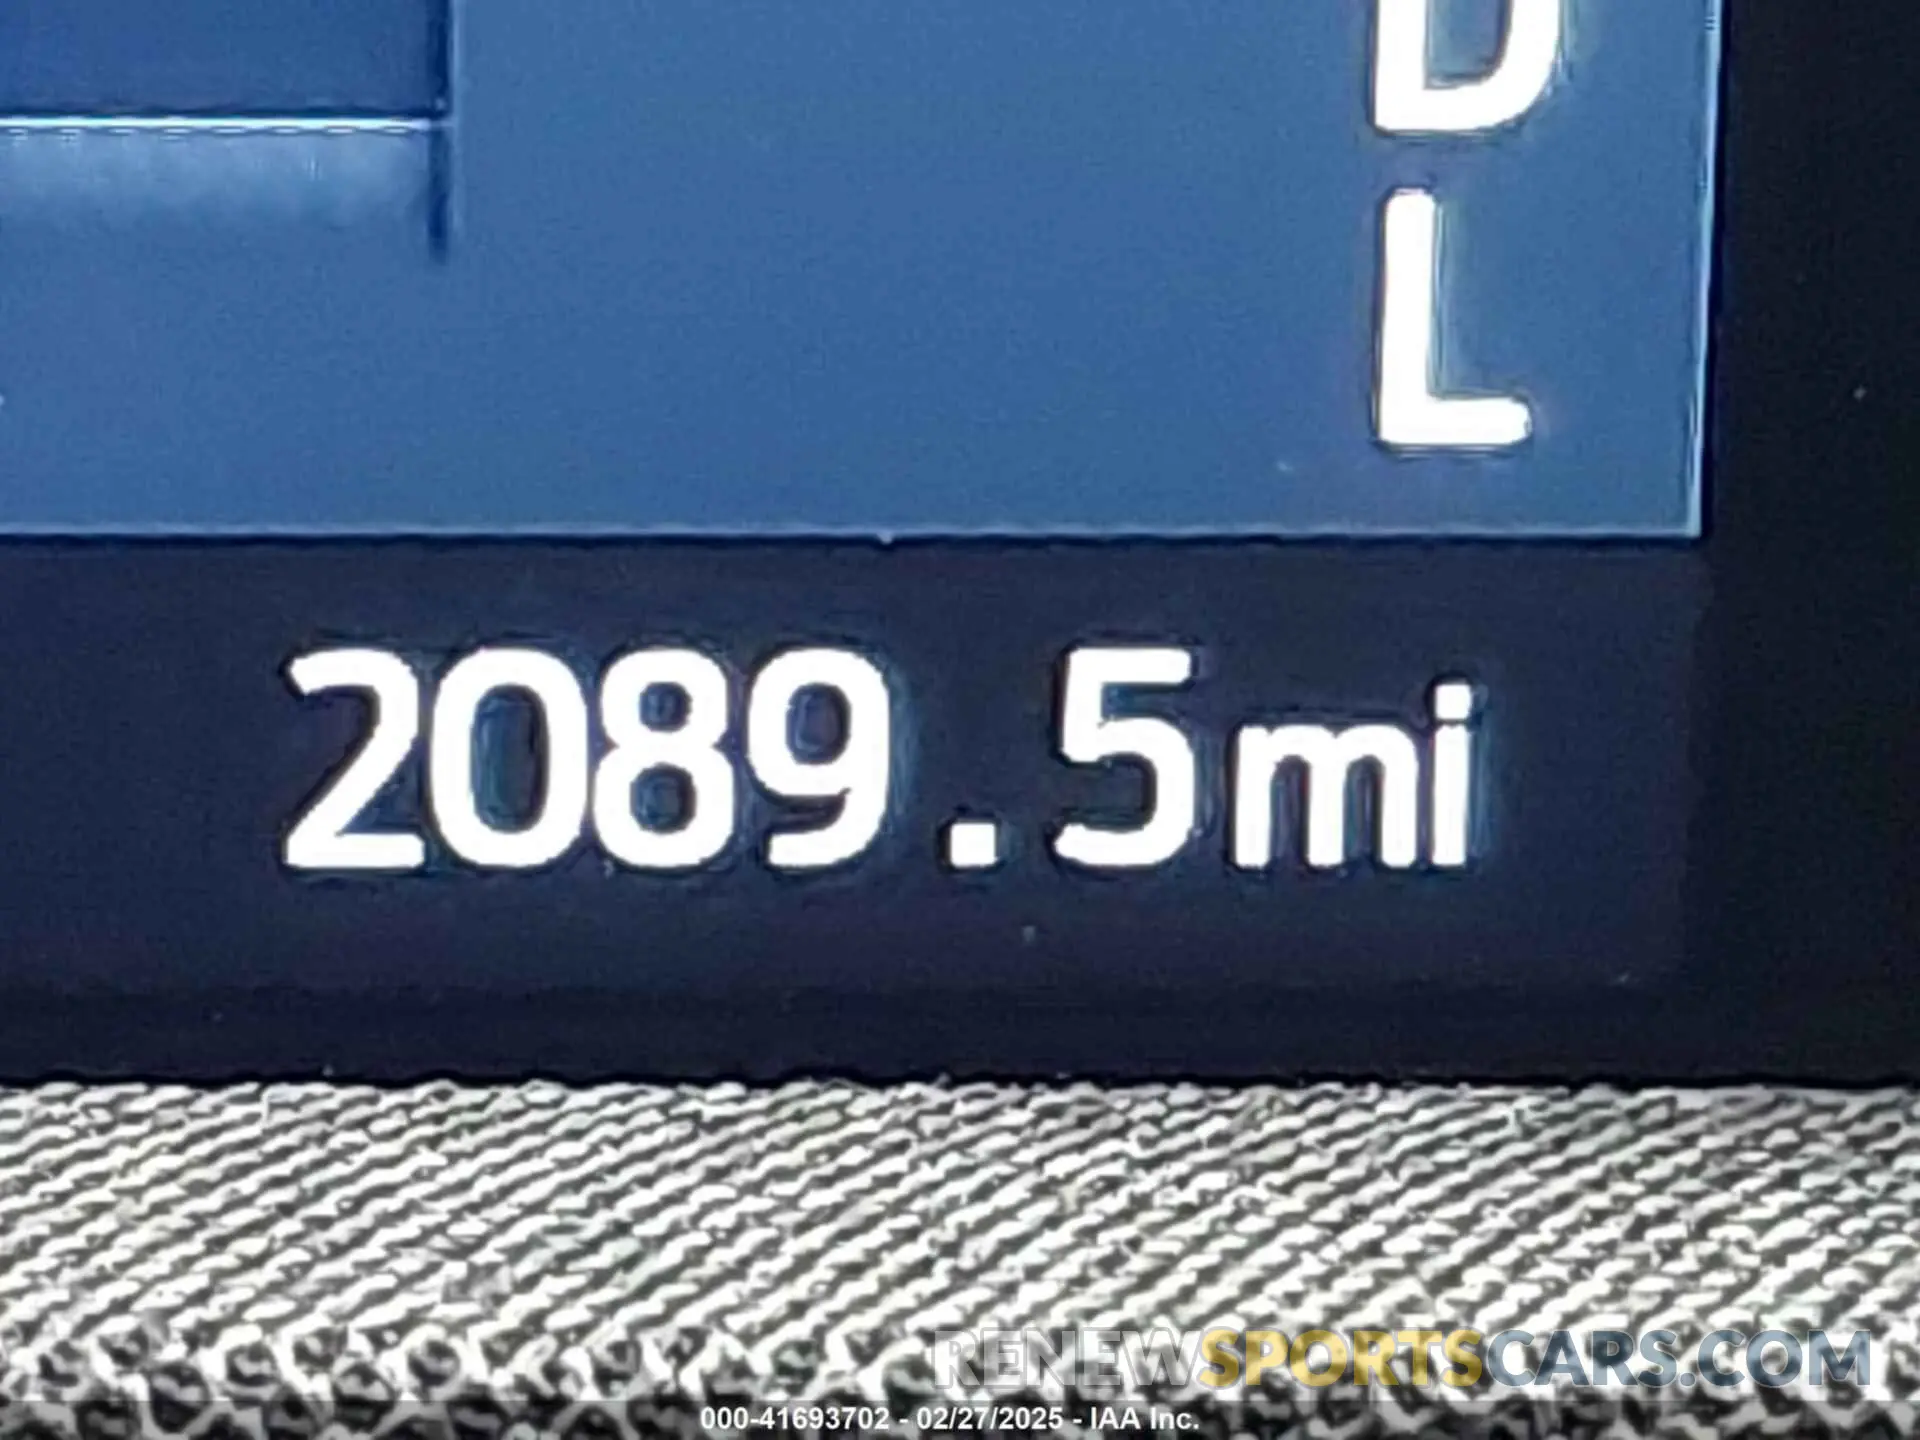 D
L
2089.5mi
RENEWSPORTSCARS.COM
000-41693702 - 02/27/2025 - IAA Inc.